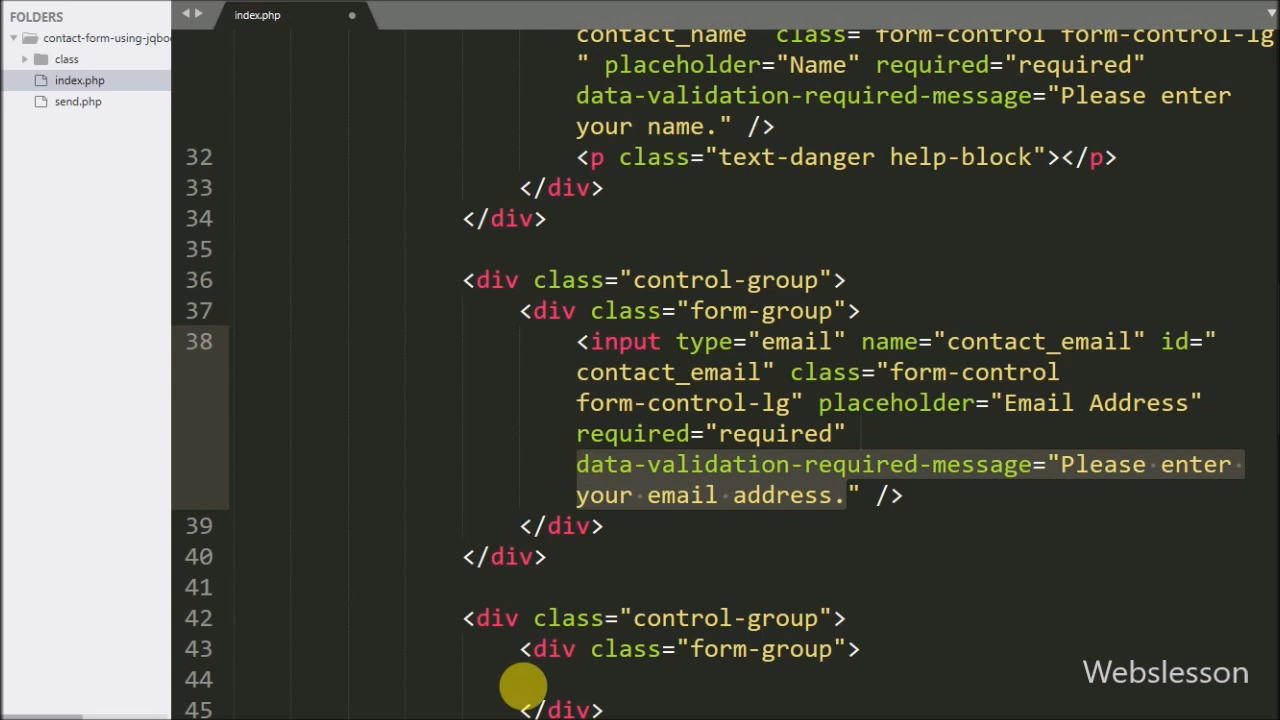 FOLDERS
contact-form-using-jqboo
class
index.php
send.php
index.php
contact_name" class="form-control form-control-lg
" placeholder="Name" required="required"
data-validation-required-message="Please enter
your name." />
32 <p class="text-danger help-block"></p>
33 </div>
34 </div>
35
36 <div class="control-group">
37 <div class="form-group">
38 <input type="email" name="contact_email" id="
contact_email" class="form-control
form-control-lg" placeholder="Email Address"
required="required"
data-validation-required-message="Please enter
your email address." />
39 </div>
40 </div>
41
42 <div class="control-group">
43 <div class="form-group">
44
45 </div>
Webslesson